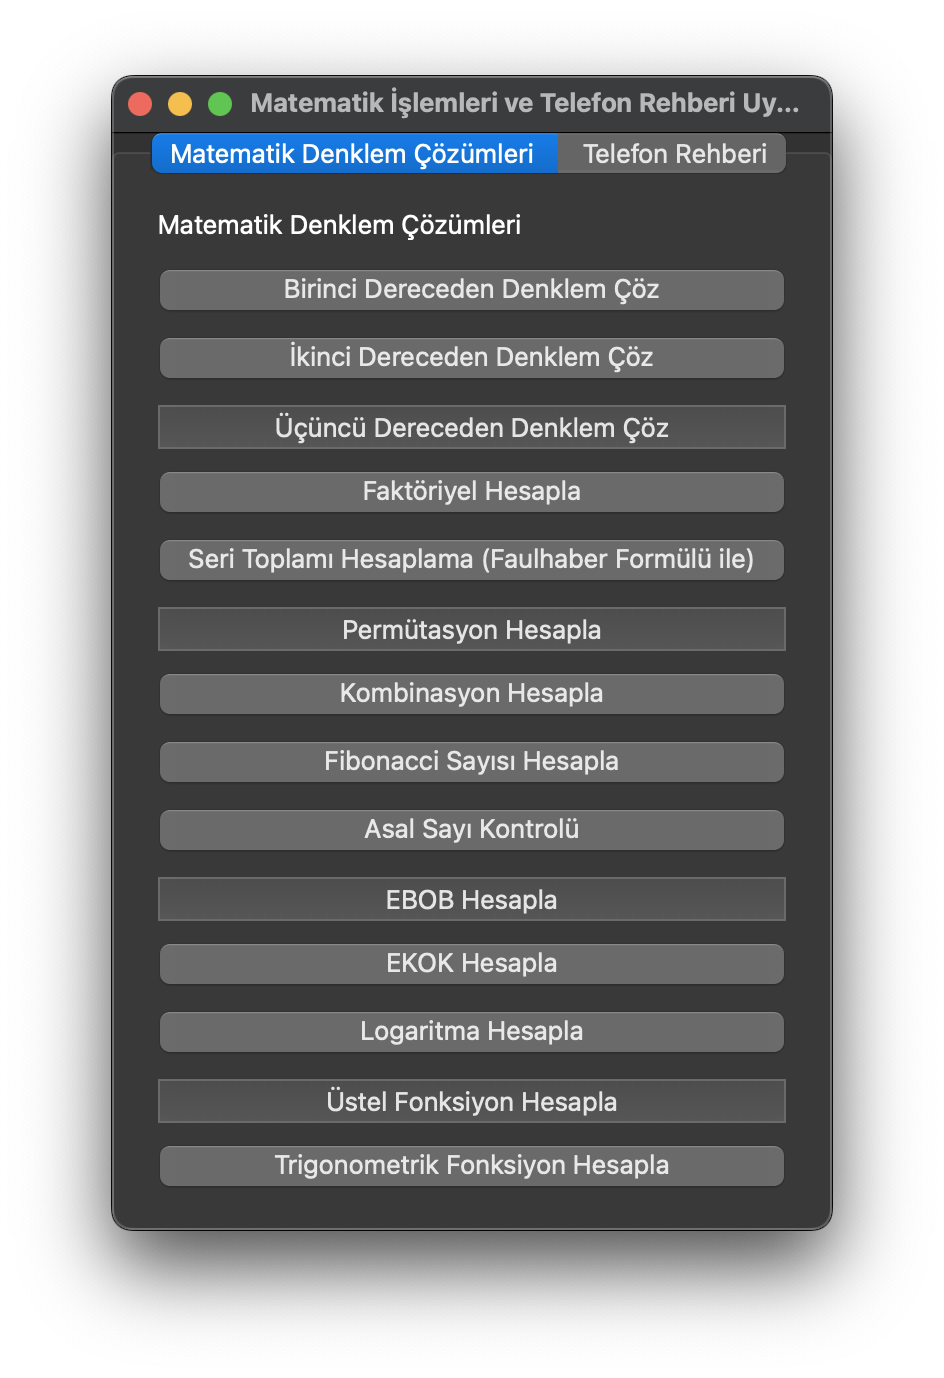 Matematik İşlemleri ve Telefon Rehberi Uy...
Matematik Denklem Çözümleri Telefon Rehberi
Matematik Denklem Çözümleri
Birinci Dereceden Denklem Çöz
İkinci Dereceden Denklem Çöz
Üçüncü Dereceden Denklem Çöz
Faktöriyel Hesapla
Seri Toplamı Hesaplama (Faulhaber Formülü ile)
Permütasyon Hesapla
Kombinasyon Hesapla
Fibonacci Sayısı Hesapla
Asal Sayı Kontrolü
EBOB Hesapla
EKOK Hesapla
Logaritma Hesapla
Üstel Fonksiyon Hesapla
Trigonometrik Fonksiyon Hesapla